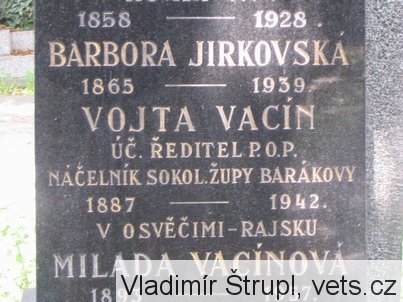 1858 — 1928.
BARBORA JIRKOVSKÁ
1865 — 1939.
VOJTA VACÍN
ÚČ. ŘEDITEL P.O.P.
NÁČELNÍK SOKOL. ŽUPY BARÁKOVY
1887 — 1942.
V OSVĚČIMI-RAJSKU
MILADA VACÍNOVÁ
Vladimír Štrupl, vets.cz